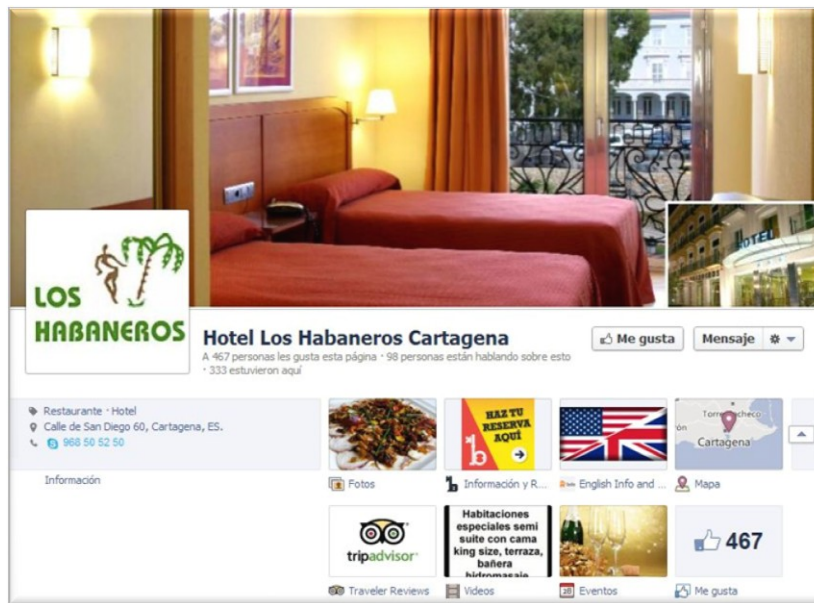 HOTEL
LOS
HABANEROS
Hotel Los Habaneros Cartagena
A 467 personas les gusta esta página · 98 personas están hablando sobre esto
· 333 estuvieron aquí
Me gusta
Mensaje
Restaurante · Hotel
Calle de San Diego 60, Cartagena, ES.
968 50 52 50
Información
HAZ TU
RESERVA
AQUÍ
b
Cartagena
Fotos
Información y R...
English Info and ...
Mapa
tripadvisor
Habitaciones
especiales semi
suite con cama
king size, terraza,
bañera
hidromasaje
467
Traveler Reviews
Videos
28
Eventos
Me gusta